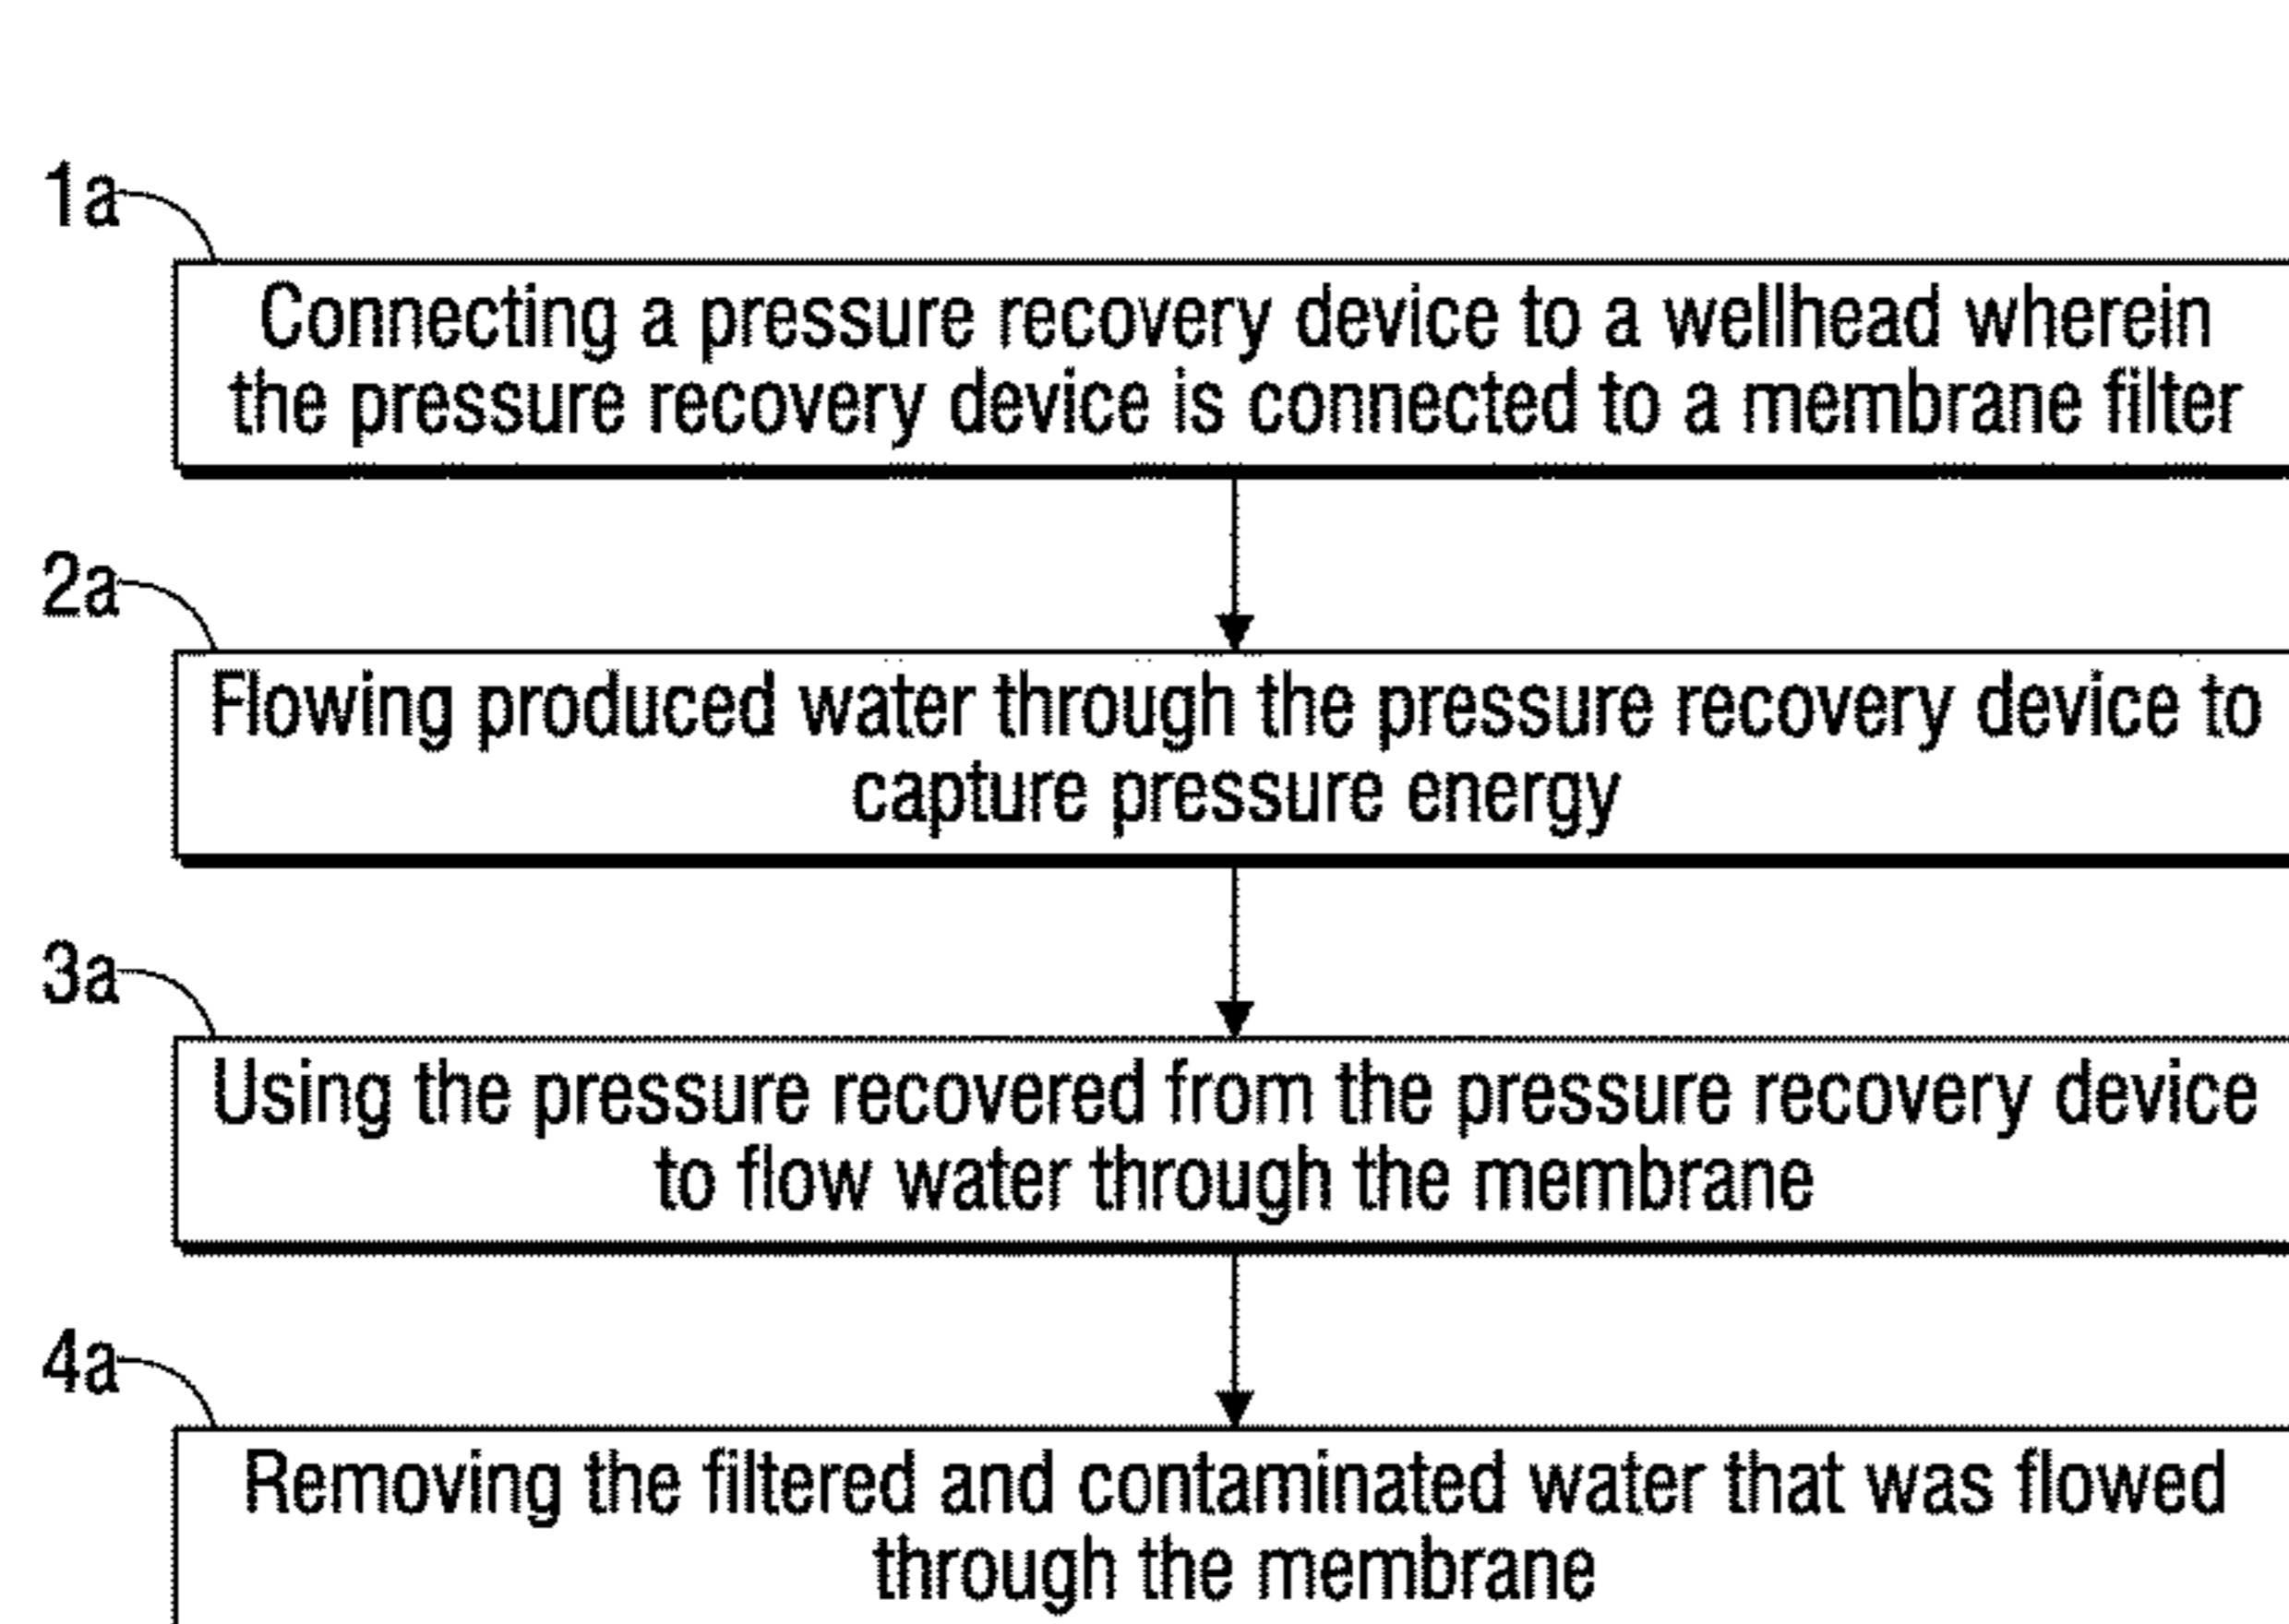 1a
Connecting a pressure recovery device to a wellhead wherein
the pressure recovery device is connected to a membrane filter
2a
Flowing produced water through the pressure recovery device to
capture pressure energy
3a
Using the pressure recovered from the pressure recovery device
to flow water through the membrane
4a
Removing the filtered and contaminated water that was flowed
through the membrane